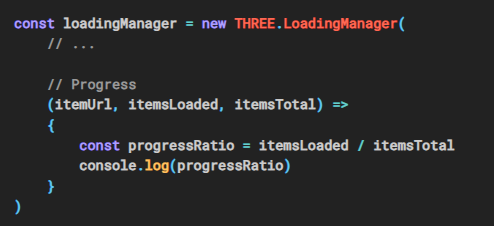 const loadingManager = new THREE.LoadingManager(
// ...
// Progress
(itemUrl, itemsLoaded, itemsTotal) =>
{
const progressRatio = itemsLoaded / itemsTotal
console.log(progressRatio)
}
)